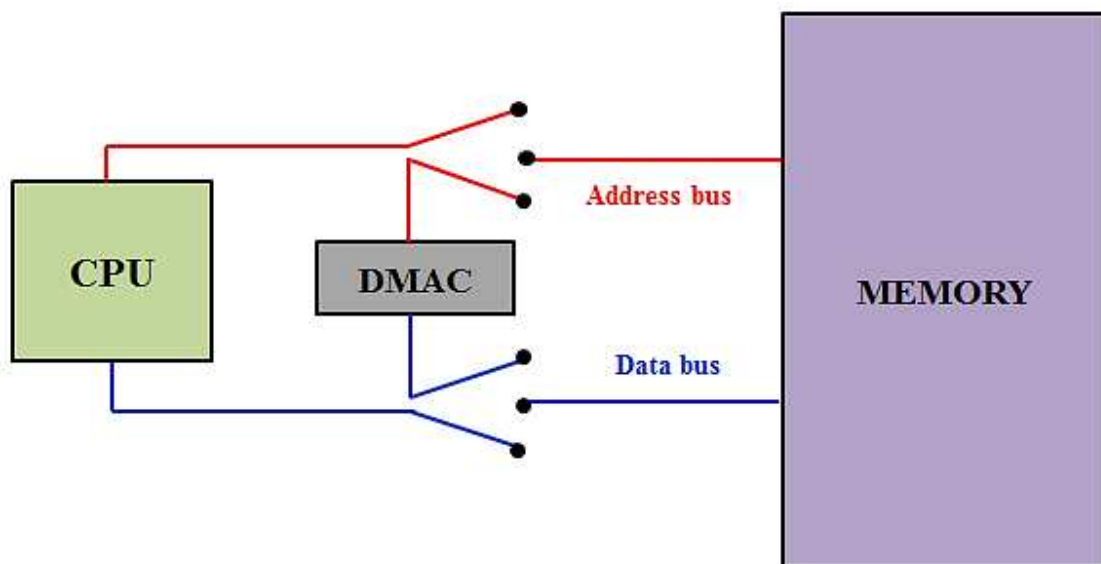 Address bus
CPU
DMAC
MEMORY
Data bus